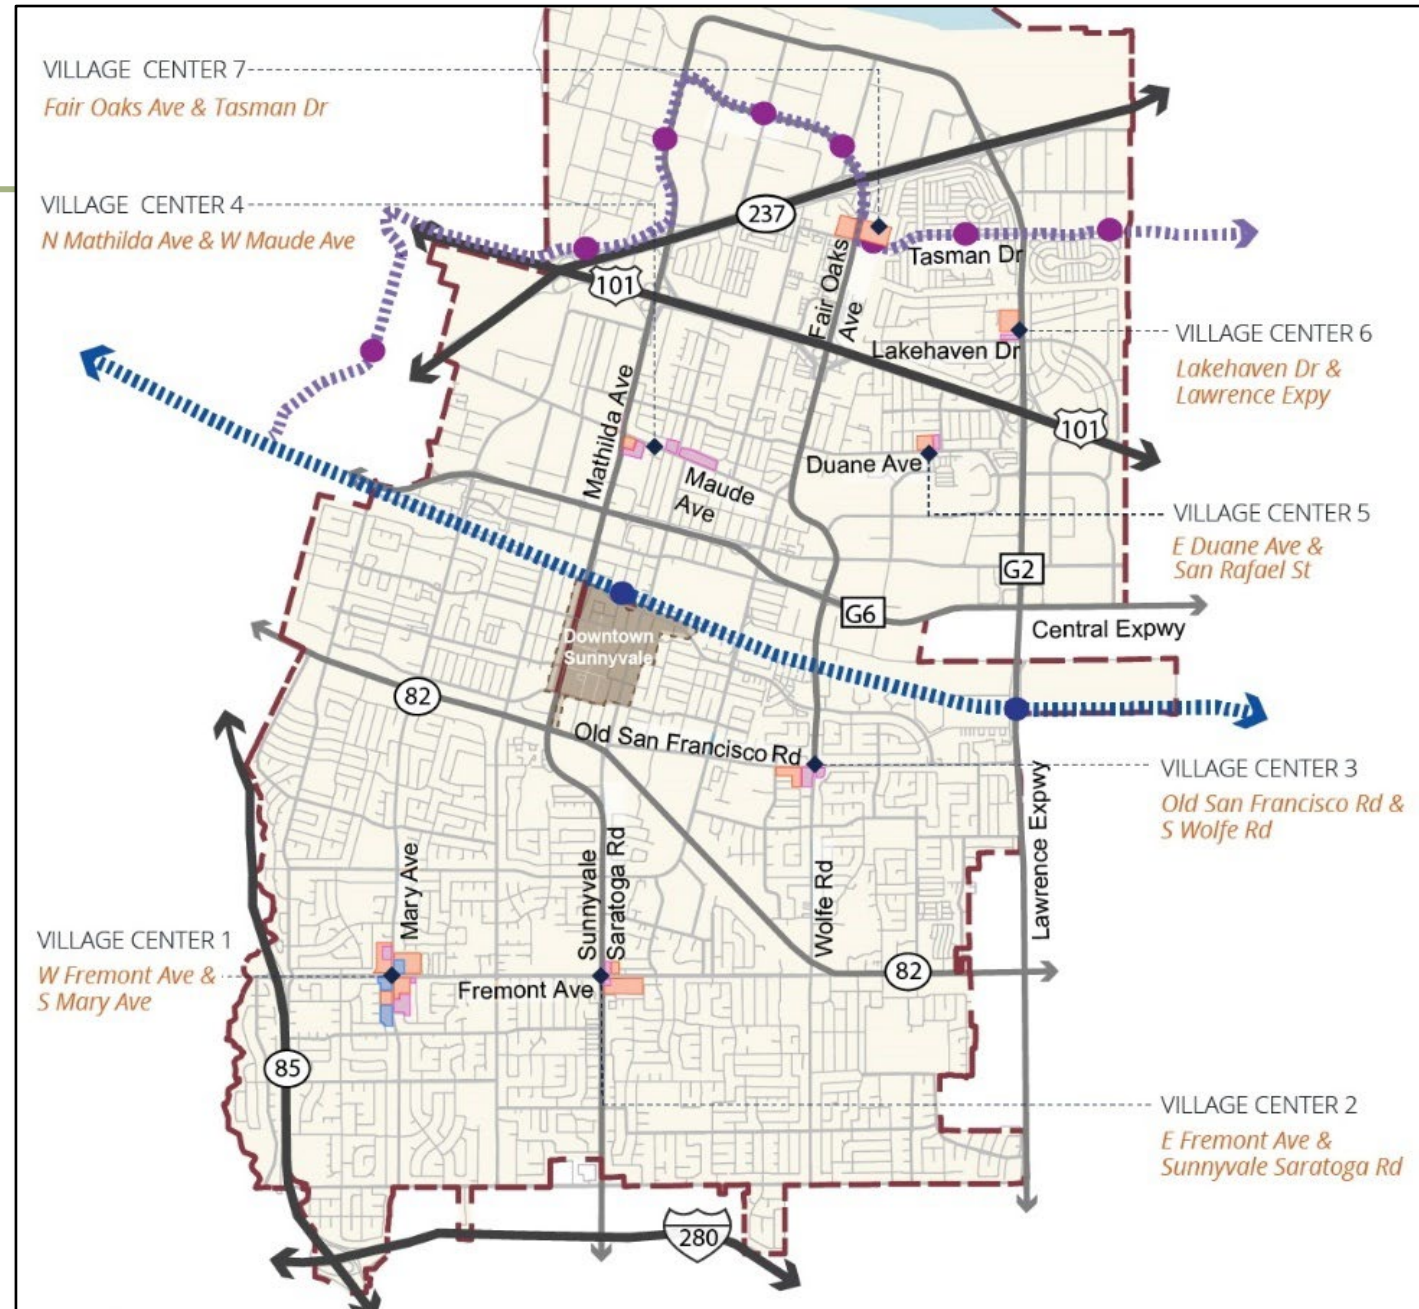 VILLAGE CENTER 7
Fair Oaks Ave & Tasman Dr
VILLAGE CENTER 4
N Mathilda Ave & W Maude Ave
237
101
Fair Oaks
Ave
Tasman Dr
VILLAGE CENTER 6
Lakehaven Dr &
Lawrence Expy
Lakehaven Dr
101
Mathilda Ave
Maude
Ave
Duane Ave
VILLAGE CENTER 5
E Duane Ave &
San Rafael St
G2
G6
Central Expwy
Downtown
Sunnyvale
82
Old San Francisco Rd
VILLAGE CENTER 3
Old San Francisco Rd &
S Wolfe Rd
Lawrence Expwy
Mary Ave
Sunnyvale
Saratoga Rd
Wolfe Rd
VILLAGE CENTER 1
W Fremont Ave &
S Mary Ave
Fremont Ave
82
85
VILLAGE CENTER 2
E Fremont Ave &
Sunnyvale Saratoga Rd
280